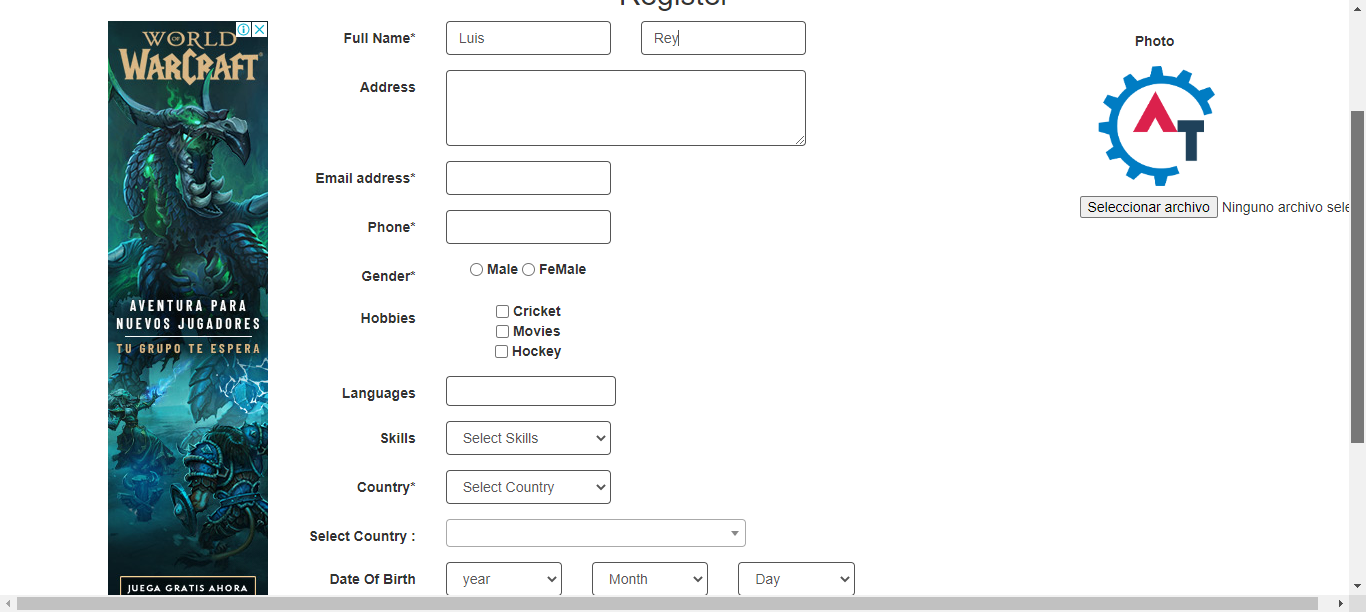 Register
WORLD
WARCRAFT
AVENTURA PARA
NUEVOS JUGADORES
TU GRUPO TE ESPERA
JUEGA GRATIS AHORA
Full Name* Luis Rey
Address
Email address*
Phone*
Gender* Male FeMale
Hobbies Cricket
Movies
Hockey
Languages
Skills Select Skills
Country* Select Country
Select Country :
Date Of Birth year Month Day
Photo
AT
Seleccionar archivo Ninguno archivo sele